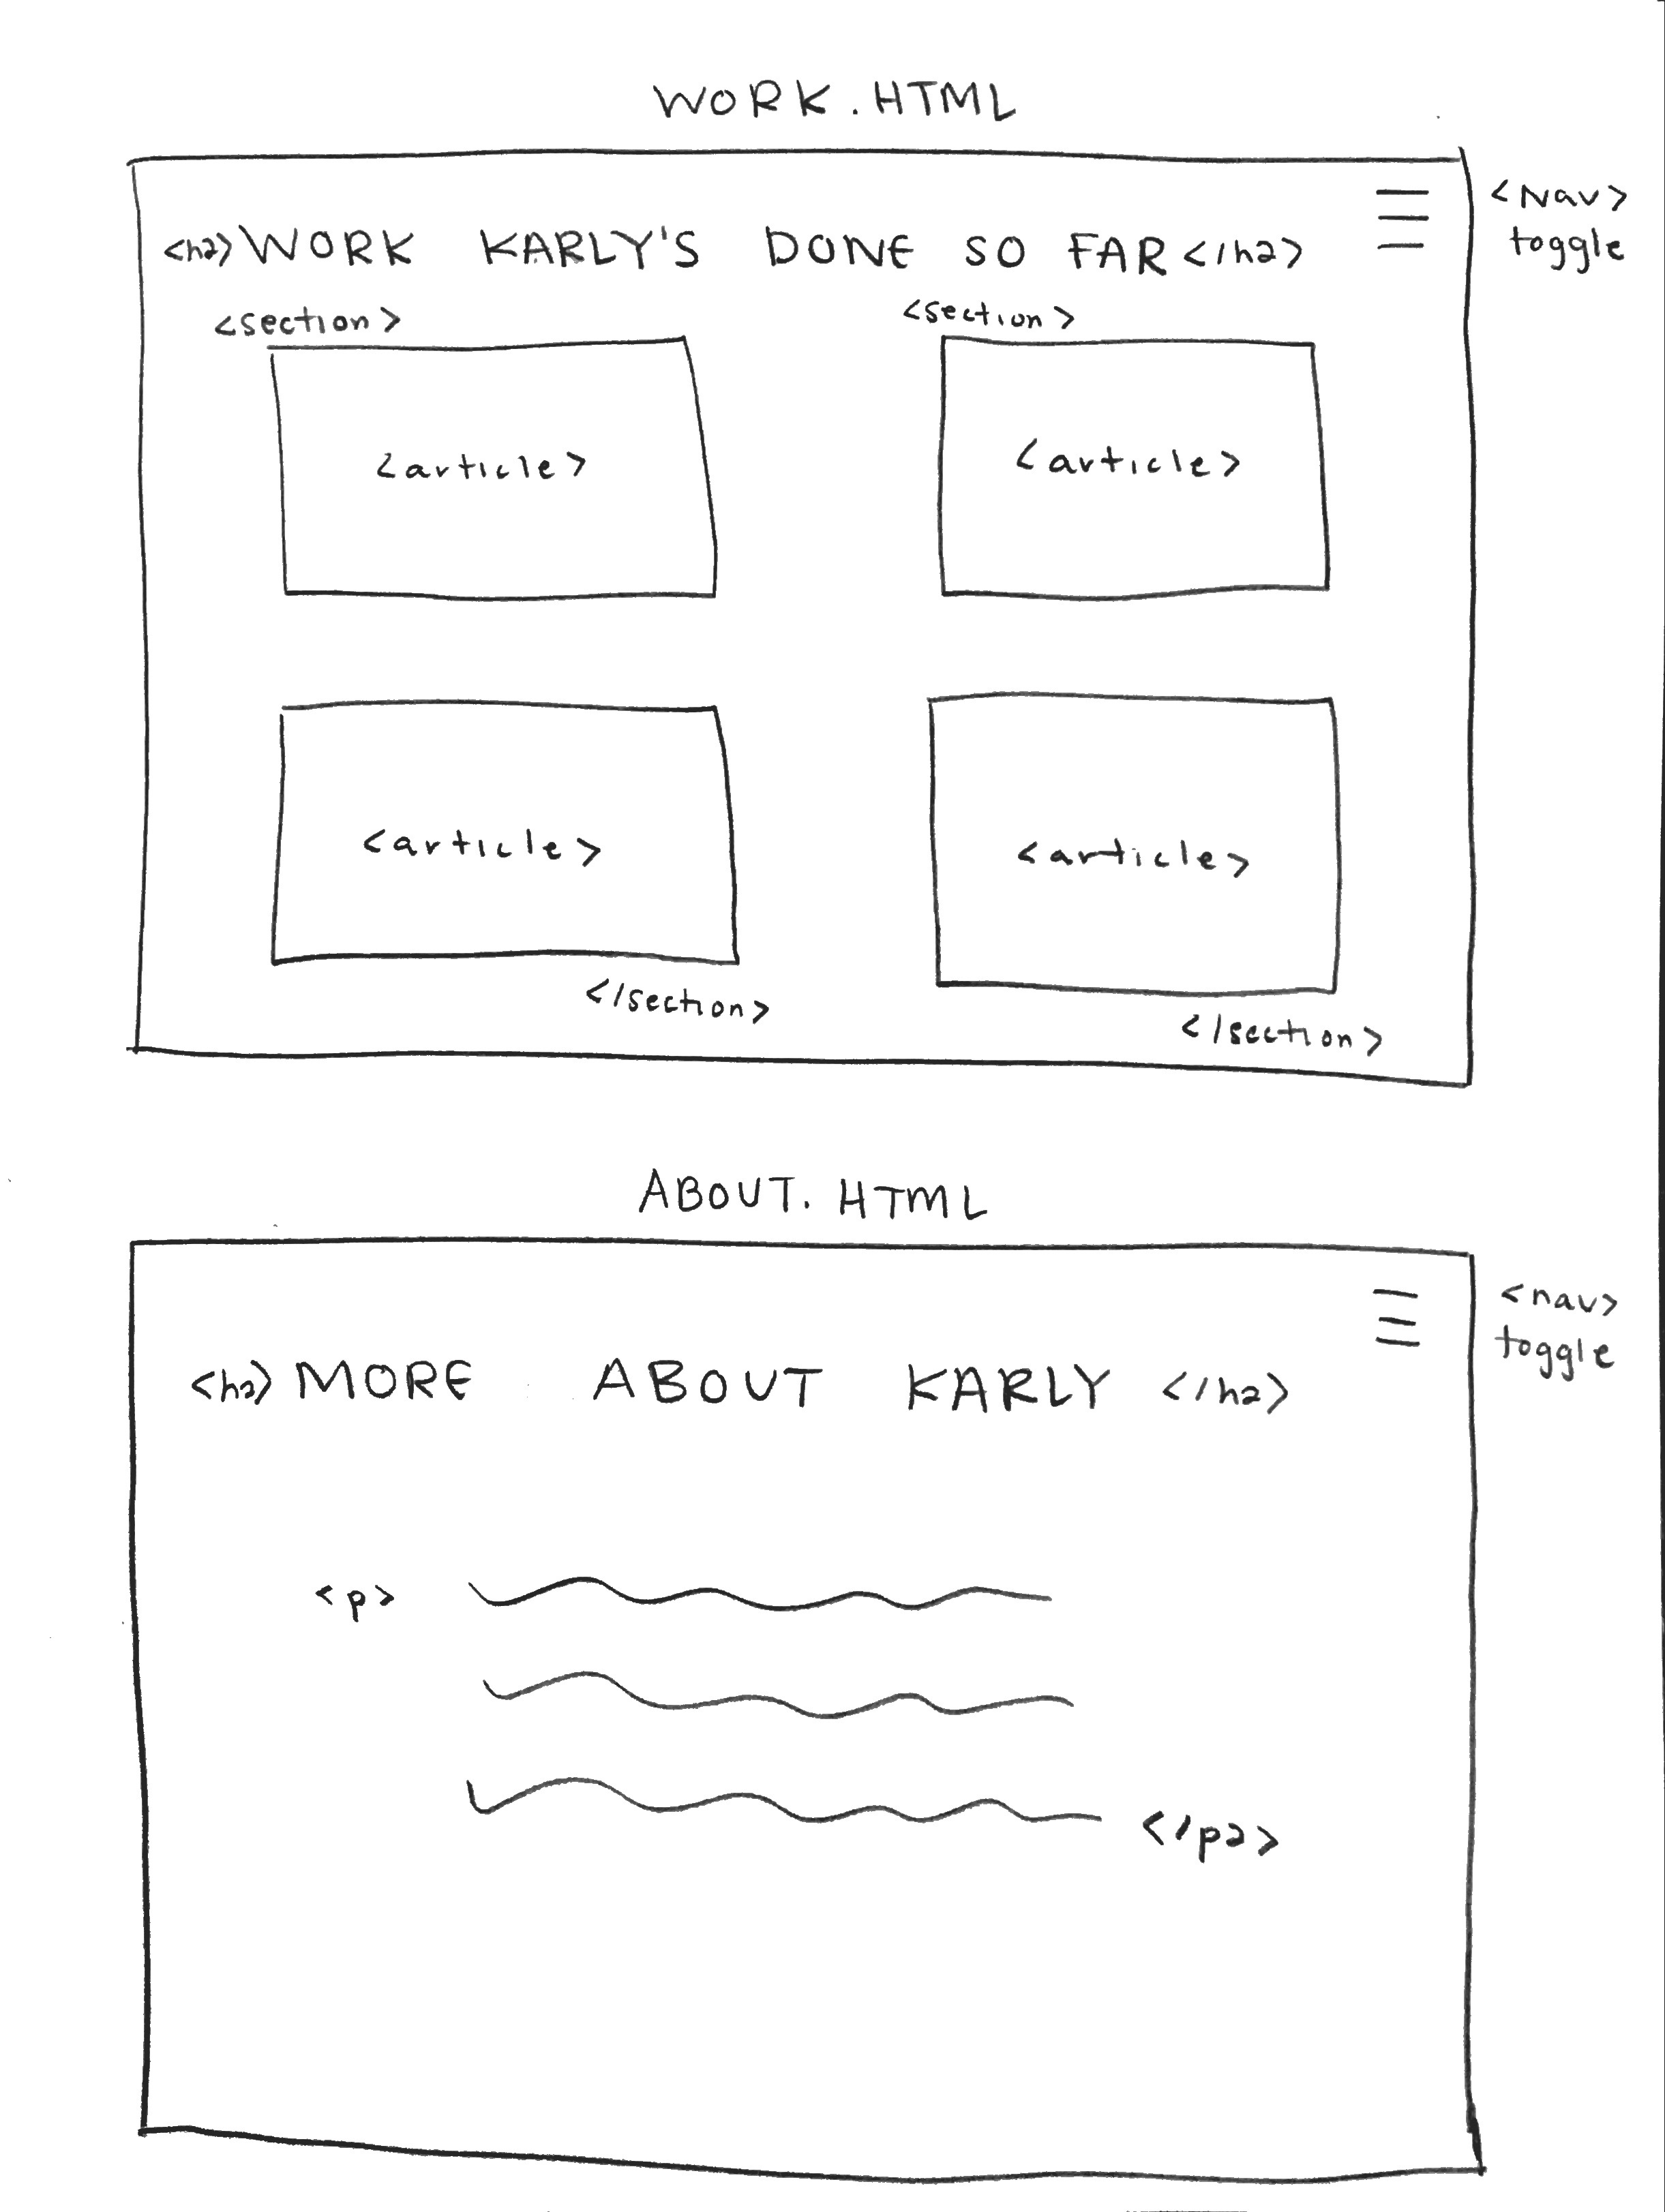 WORK.HTML
<Nav>
toggle
<h2>WORK KARLY'S DONE SO FAR</h2>
<section>
<section>
<article>
<article>
<article>
<article>
</section>
</section>
ABOUT.HTML
<nav>
toggle
<h2>MORE ABOUT KARLY</h2>
<p>
</p2>